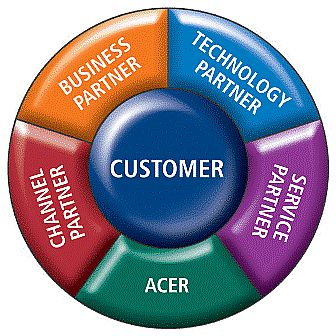 BUSINESS
PARTNER
TECHNOLOGY
PARTNER
CHANNEL
PARTNER
CUSTOMER
SERVICE
PARTNER
ACER